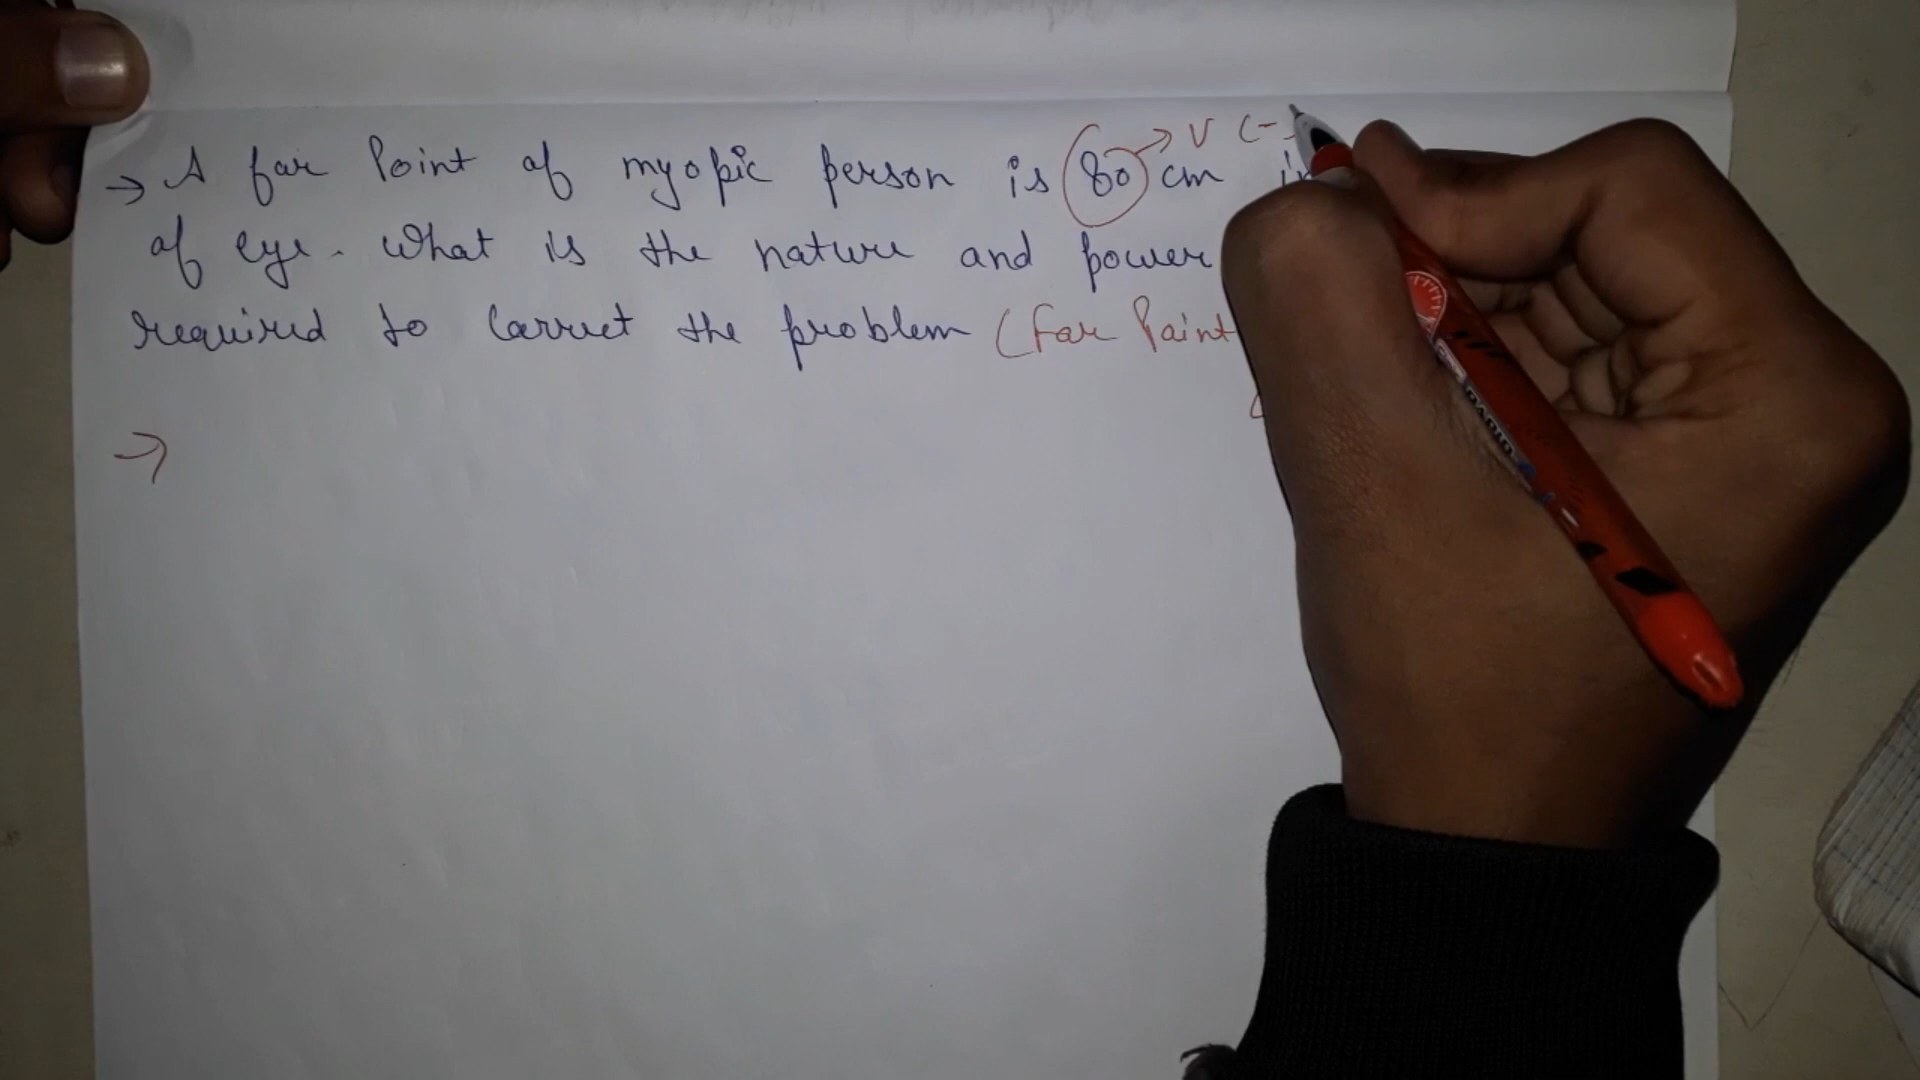 → V (-
→ A far Point of myopic person is 80 cm in
of eye. What is the nature and power
required to correct the problem (Far Point
→